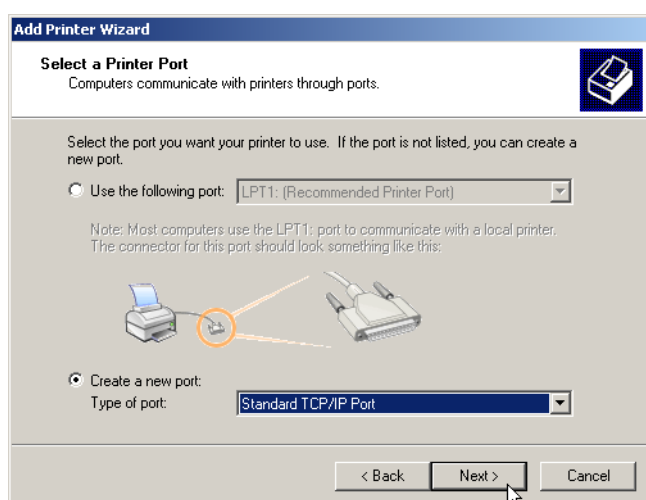 Add Printer Wizard
Select a Printer Port
Computers communicate with printers through ports.
Select the port you want your printer to use.  If the port is not listed, you can create a
new port.
Use the following port: LPT1: (Recommended Printer Port)
Note: Most computers use the LPT1: port to communicate with a local printer.
The connector for this port should look something like this:
Create a new port:
Type of port: Standard TCP/IP Port
< Back Next > Cancel